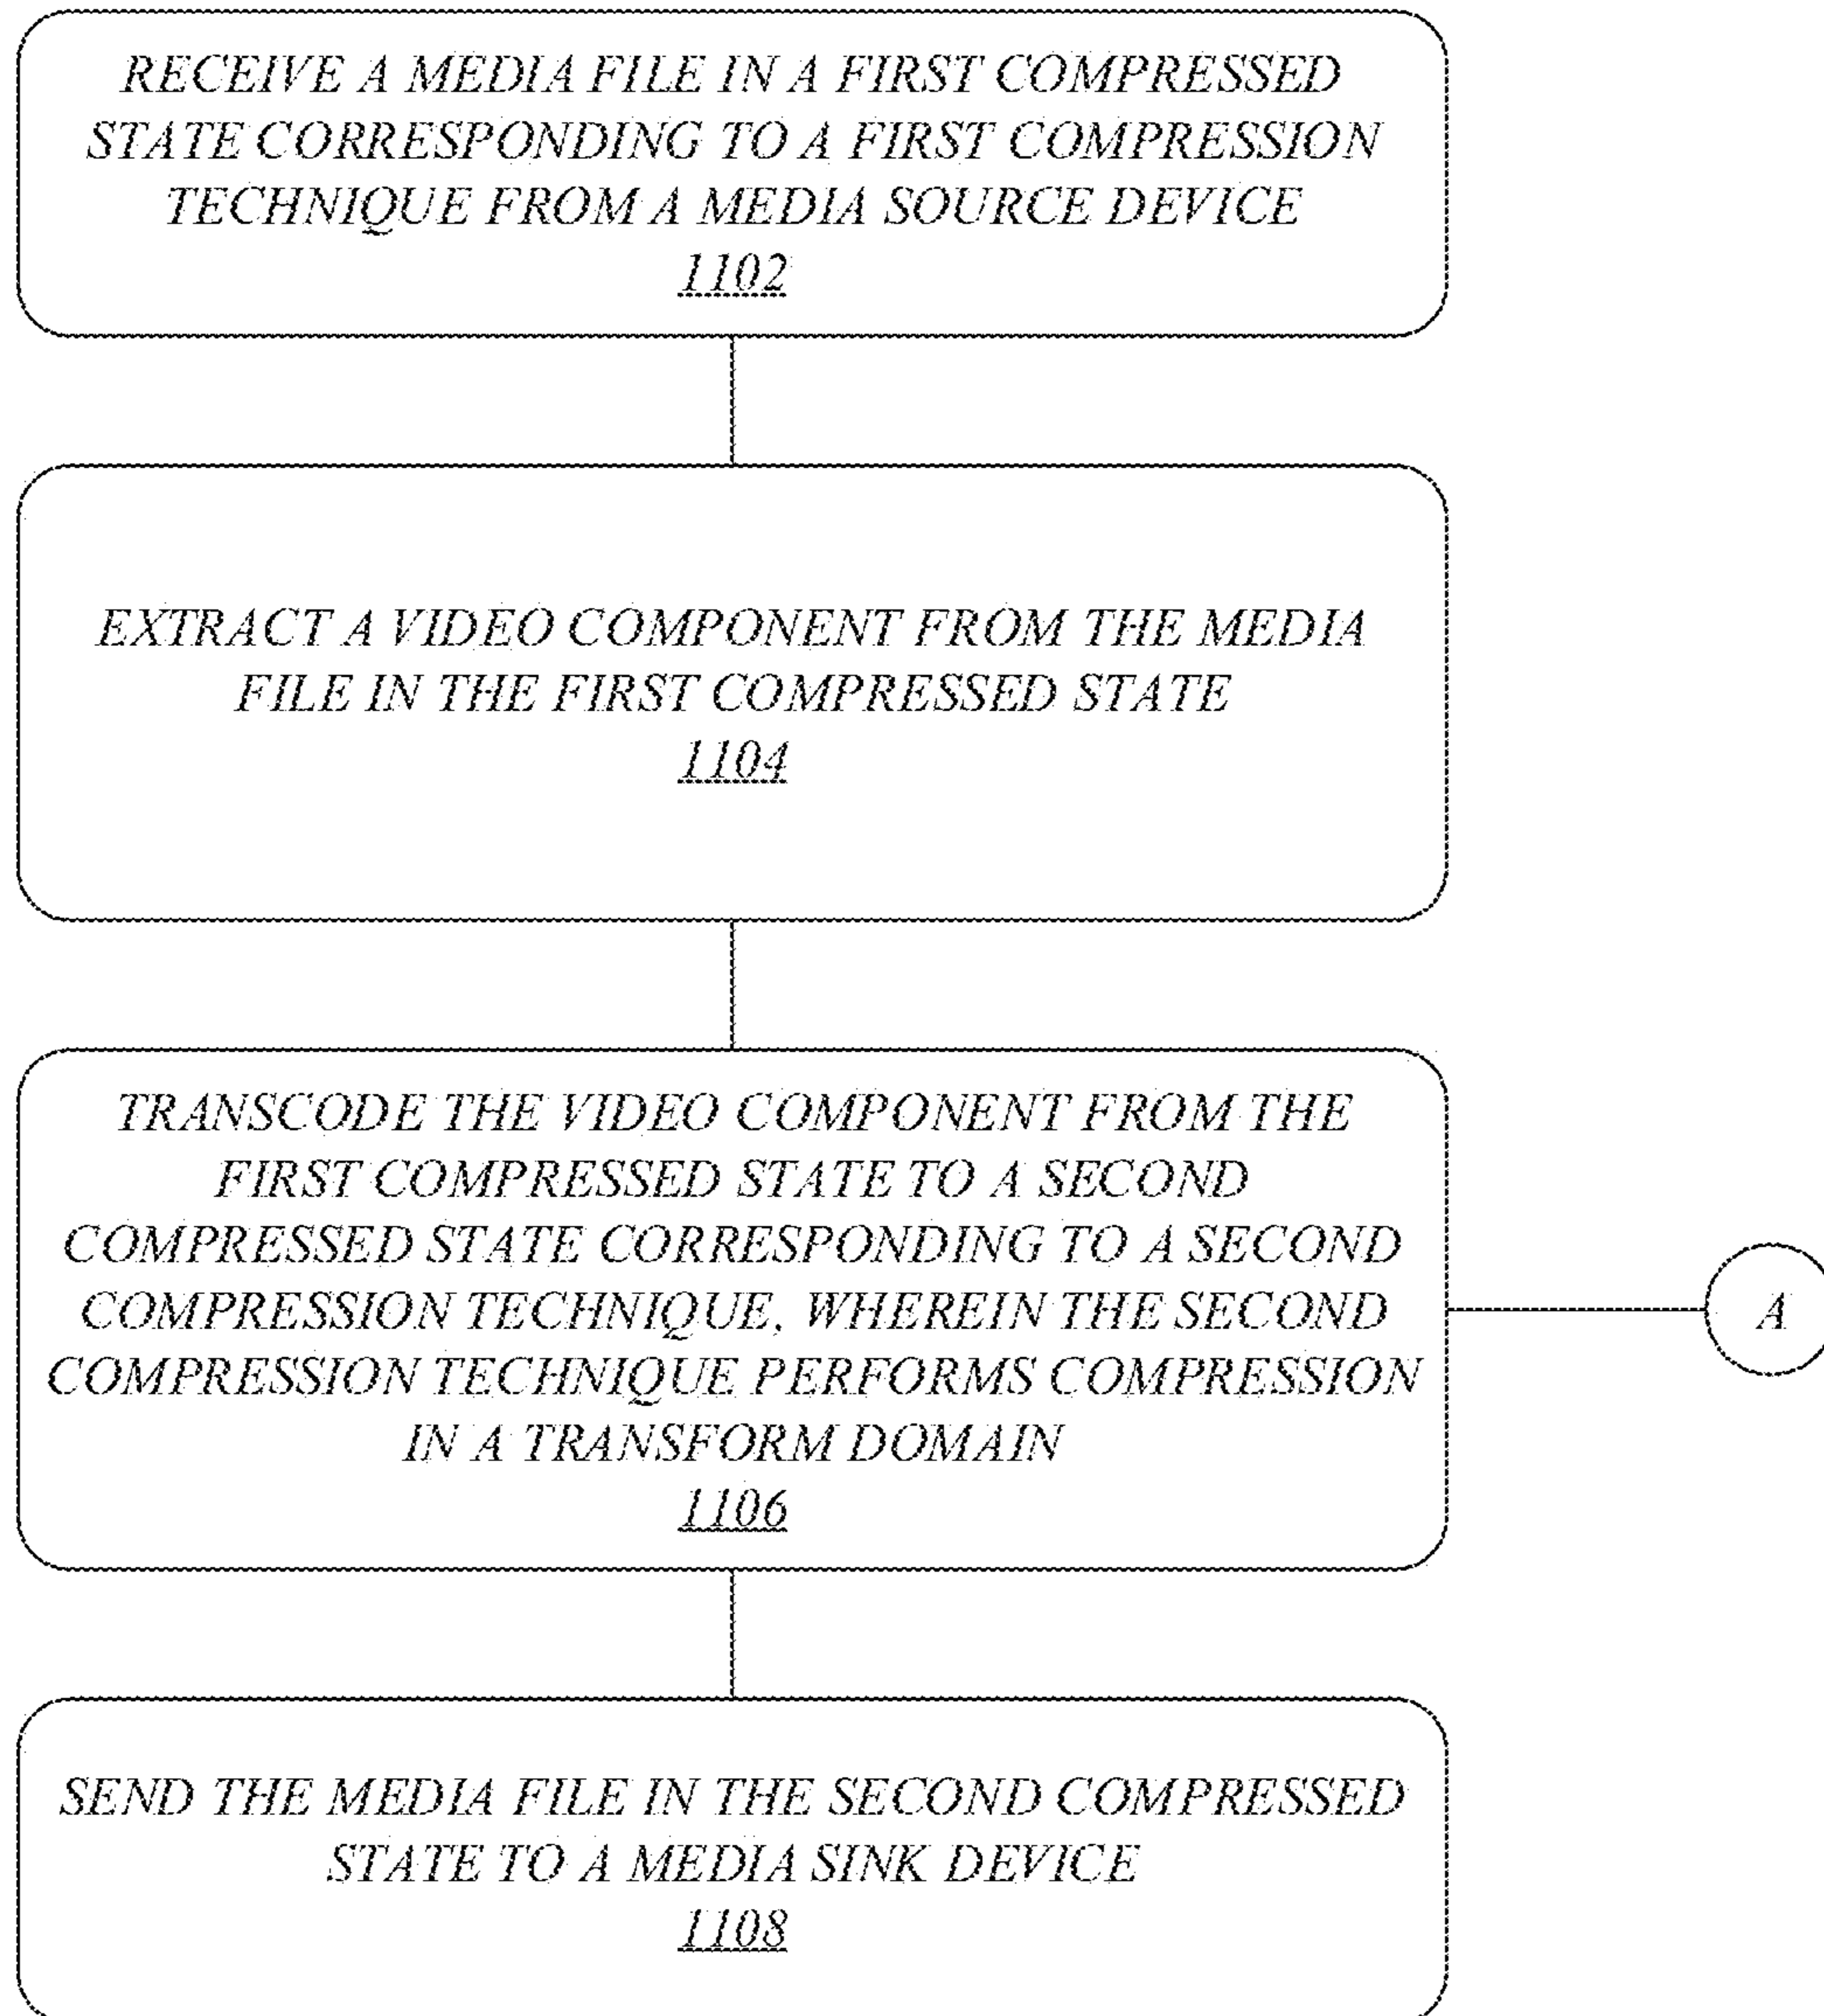 RECEIVE A MEDIA FILE IN A FIRST COMPRESSED
STATE CORRESPONDING TO A FIRST COMPRESSION
TECHNIQUE FROM A MEDIA SOURCE DEVICE
1102
EXTRACT A VIDEO COMPONENT FROM THE MEDIA
FILE IN THE FIRST COMPRESSED STATE
1104
TRANSCODE THE VIDEO COMPONENT FROM THE
FIRST COMPRESSED STATE TO A SECOND
COMPRESSED STATE CORRESPONDING TO A SECOND
COMPRESSION TECHNIQUE, WHEREIN THE SECOND
COMPRESSION TECHNIQUE PERFORMS COMPRESSION
IN A TRANSFORM DOMAIN
1106
A
SEND THE MEDIA FILE IN THE SECOND COMPRESSED
STATE TO A MEDIA SINK DEVICE
1108